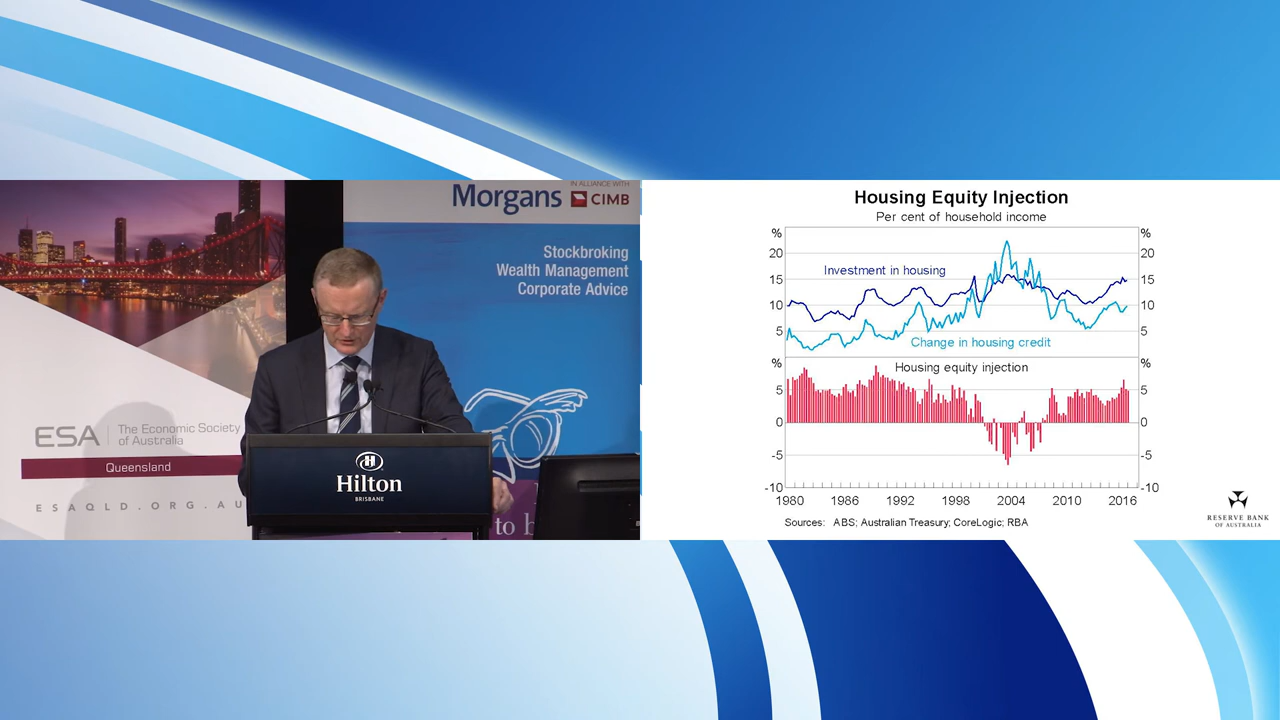 Morgans
IN ALLIANCE WITH
CIMB
Stockbroking
Wealth Management
Corporate Advice
ESA
The Economic Society
of Australia
Queensland
ESAQLD.ORG.AU
Hilton
BRISBANE
to b
Housing Equity Injection
Per cent of household income
% %
20 20
Investment in housing
15 15
10 10
5 5
Change in housing credit
% %
Housing equity injection
5 5
0 0
-5 -5
-10 -10
1980 1986 1992 1998 2004 2010 2016
Sources: ABS; Australian Treasury; CoreLogic; RBA
RESERVE BANK
OF AUSTRALIA